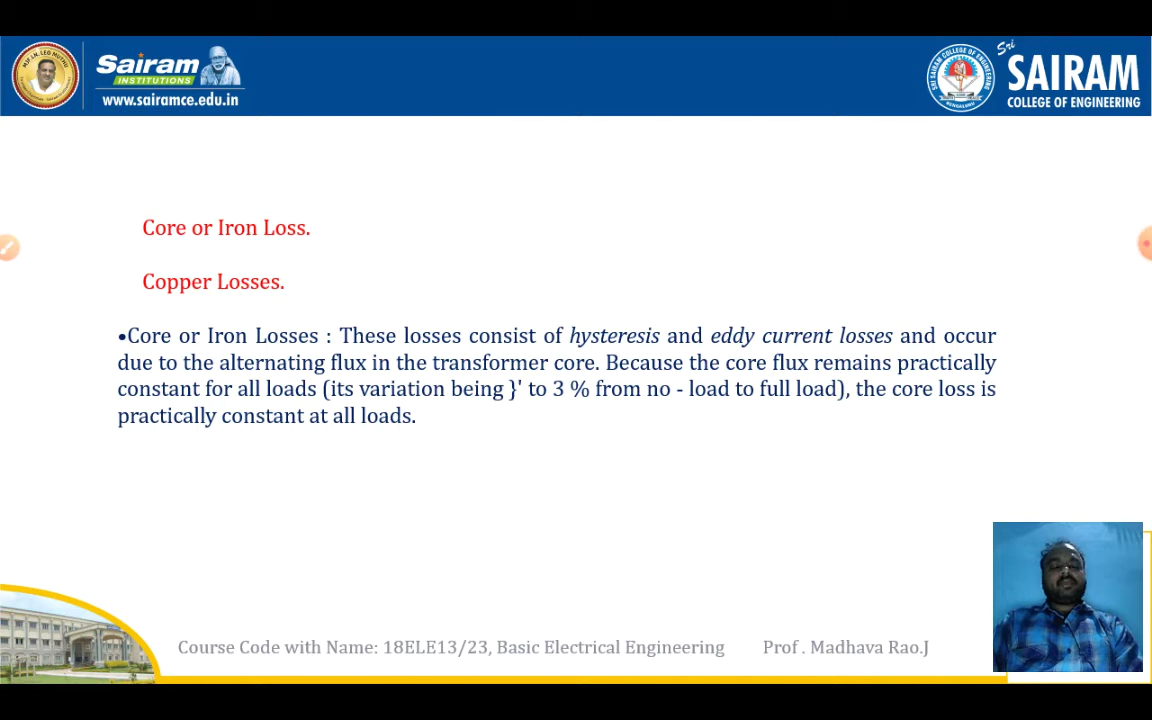 Sairam
INSTITUTIONS
www.sairamce.edu.in
Sri
SAIRAM
COLLEGE OF ENGINEERING
Core or Iron Loss.
Copper Losses.
•Core or Iron Losses : These losses consist of hysteresis and eddy current losses and occur
due to the alternating flux in the transformer core. Because the core flux remains practically
constant for all loads (its variation being }' to 3 % from no - load to full load), the core loss is
practically constant at all loads.
Course Code with Name: 18ELE13/23, Basic Electrical Engineering Prof . Madhava Rao.J